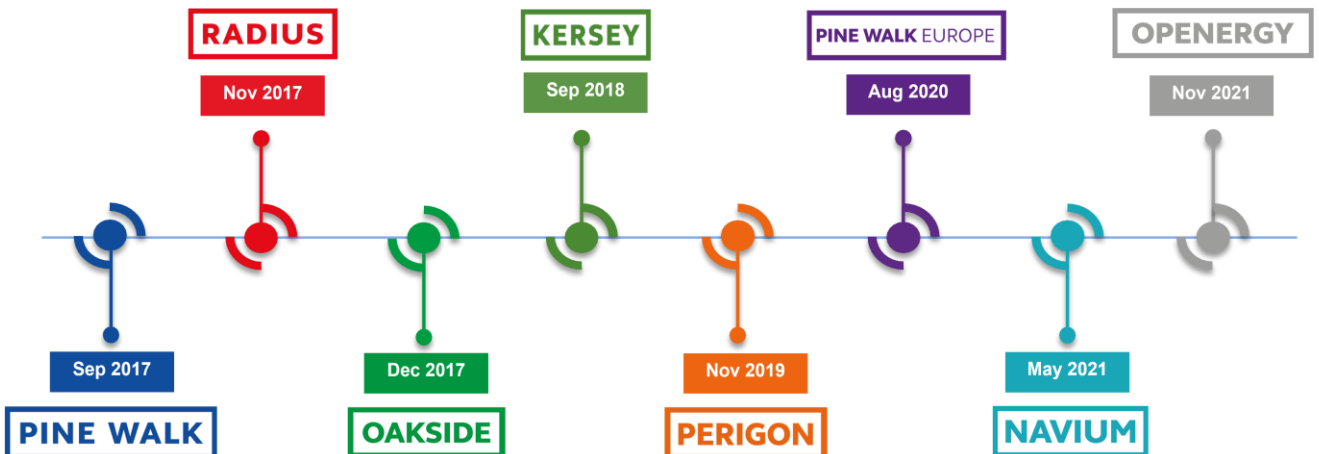 RADIUS
Nov 2017
KERSEY
Sep 2018
PINE WALK EUROPE
Aug 2020
OPENERGY
Nov 2021
Sep 2017
PINE WALK
Dec 2017
OAKSIDE
Nov 2019
PERIGON
May 2021
NAVIUM